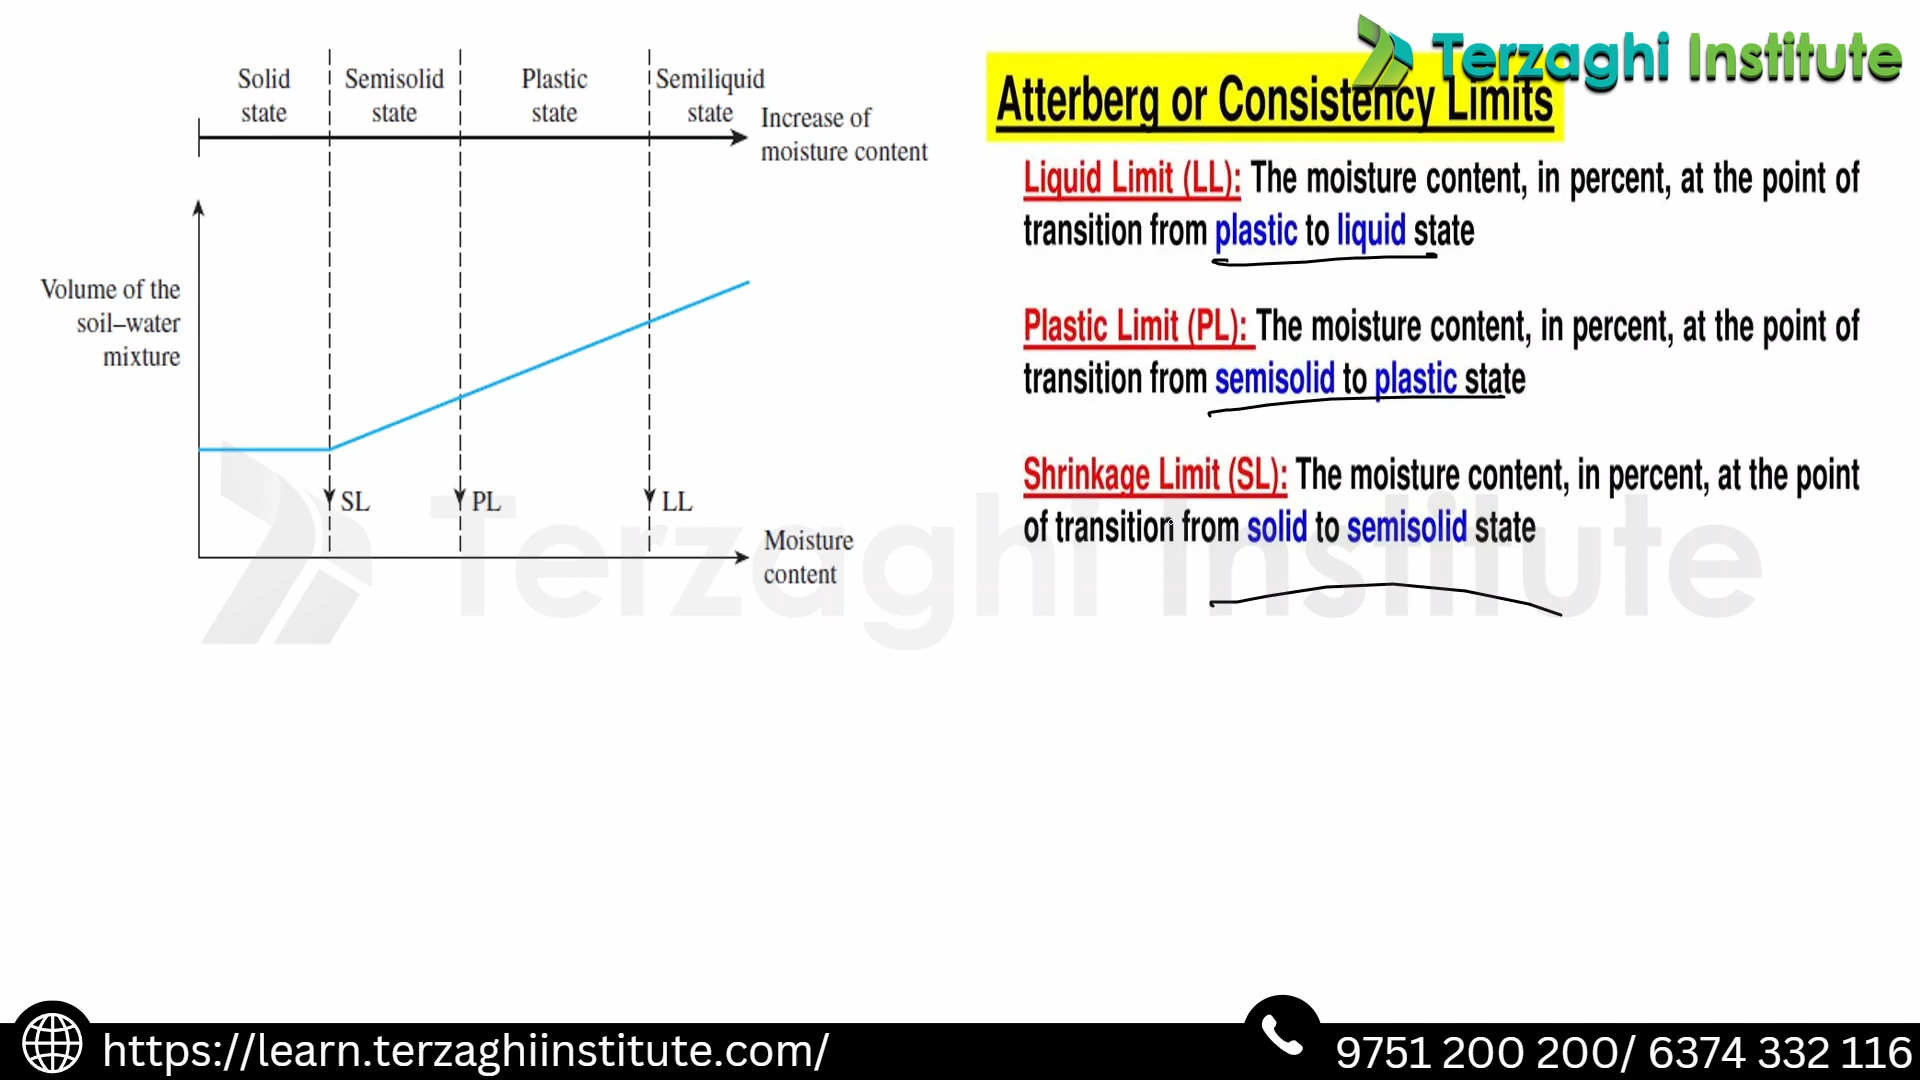 Terzaghi Institute
Atterberg or Consistency Limits
Solid
state
Semisolid
state
Plastic
state
Semiliquid
state
Increase of
moisture content
Volume of the
soil–water
mixture
SL
PL
LL
Moisture
content
Liquid Limit (LL): The moisture content, in percent, at the point of
transition from plastic to liquid state
Plastic Limit (PL): The moisture content, in percent, at the point of
transition from semisolid to plastic state
Shrinkage Limit (SL): The moisture content, in percent, at the point
of transition from solid to semisolid state
Terzaghi Institute
https://learn.terzaghiinstitute.com/
9751 200 200/ 6374 332 116